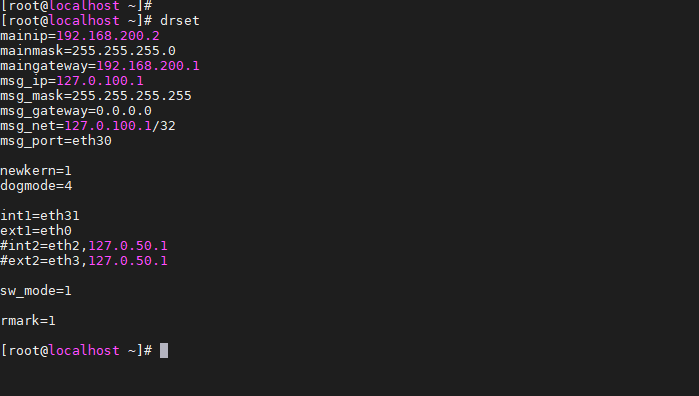 [root@localhost ~]#
[root@localhost ~]# drset
mainip=192.168.200.2
mainmask=255.255.255.0
maingateway=192.168.200.1
msg_ip=127.0.100.1
msg_mask=255.255.255.255
msg_gateway=0.0.0.0
msg_net=127.0.100.1/32
msg_port=eth30
newkern=1
dogmode=4
int1=eth31
ext1=eth0
#int2=eth2,127.0.50.1
#ext2=eth3,127.0.50.1
sw_mode=1
rmark=1
[root@localhost ~]#